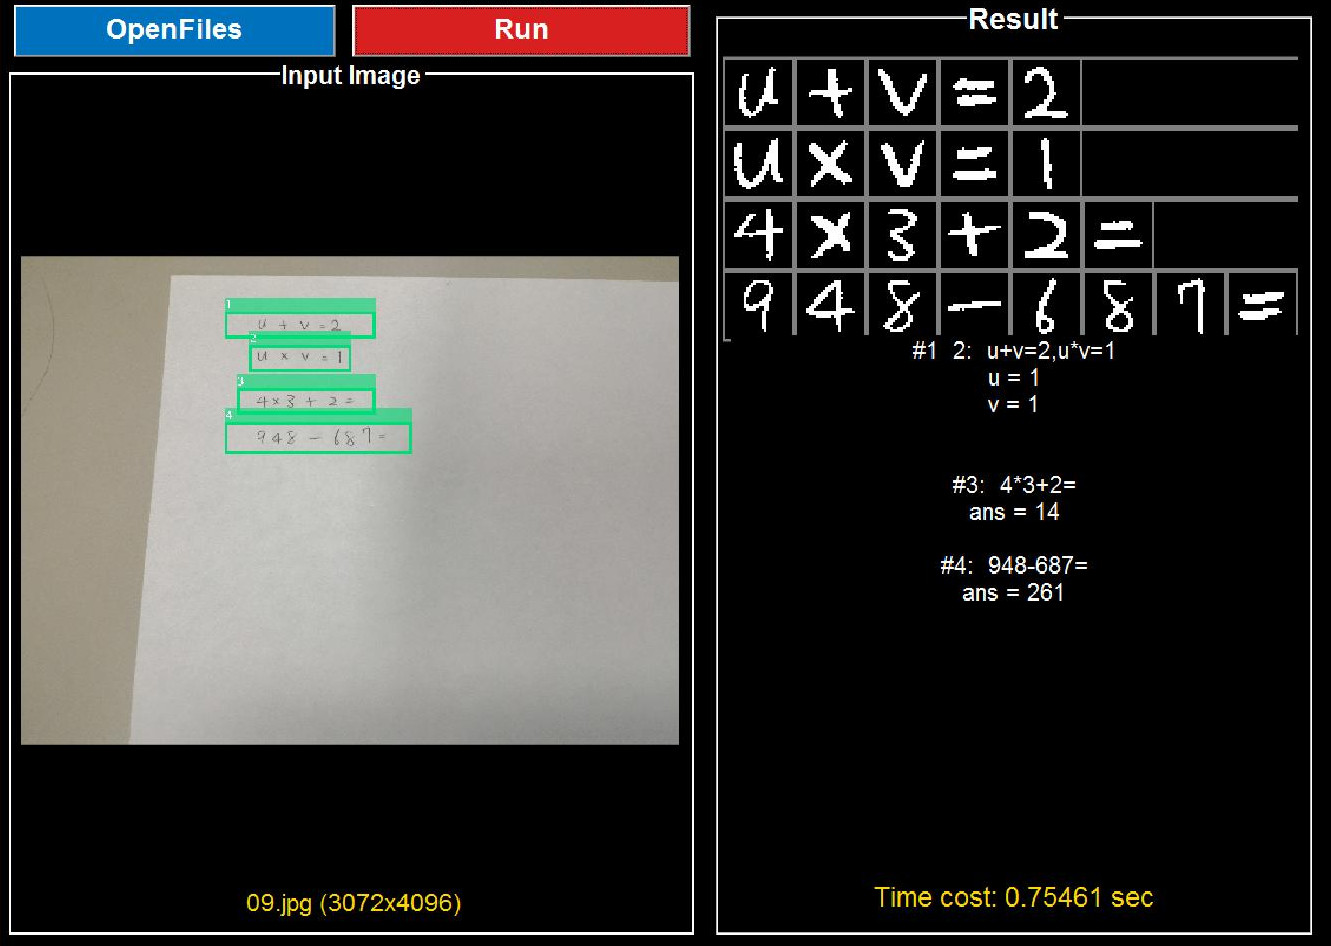 OpenFiles
Run
Input Image
1
u + v = 2
2
u × v = 1
3
4×3 + 2 =
4
948 - 687=
09.jpg (3072x4096)
Result
u + v = 2
u × v = 1
4 × 3 + 2 =
9 4 8 - 6 8 7 =
#1 2: u+v=2,u*v=1
u = 1
v = 1
#3: 4*3+2=
ans = 14
#4: 948-687=
ans = 261
Time cost: 0.75461 sec